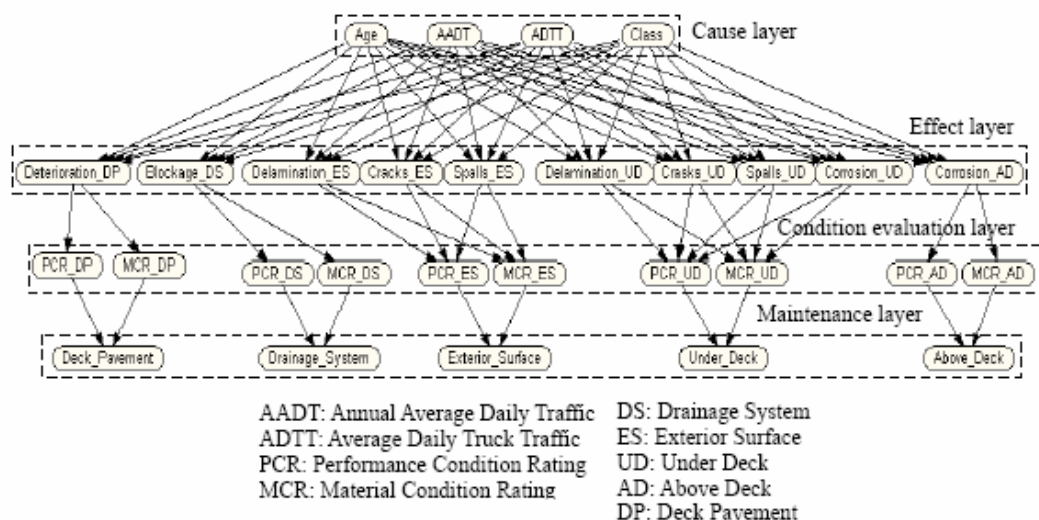 Age AADT ADTT Class Cause layer
Effect layer
Deterioration_DP Blockage_DS Delamination_ES Cracks_ES Spalls_ES Delamination_UD Crasks_UD Spalls_UD Corrosion_UD Corrosion_AD
Condition evaluation layer
PCR_DP MCR_DP PCR_DS MCR_DS PCR_ES MCR_ES PCR_UD MCR_UD PCR_AD MCR_AD
Maintenance layer
Deck_Pavement Drainage_System Exterior_Surface Under_Deck Above_Deck
AADT: Annual Average Daily Traffic
ADTT: Average Daily Truck Traffic
PCR: Performance Condition Rating
MCR: Material Condition Rating
DS: Drainage System
ES: Exterior Surface
UD: Under Deck
AD: Above Deck
DP: Deck Pavement